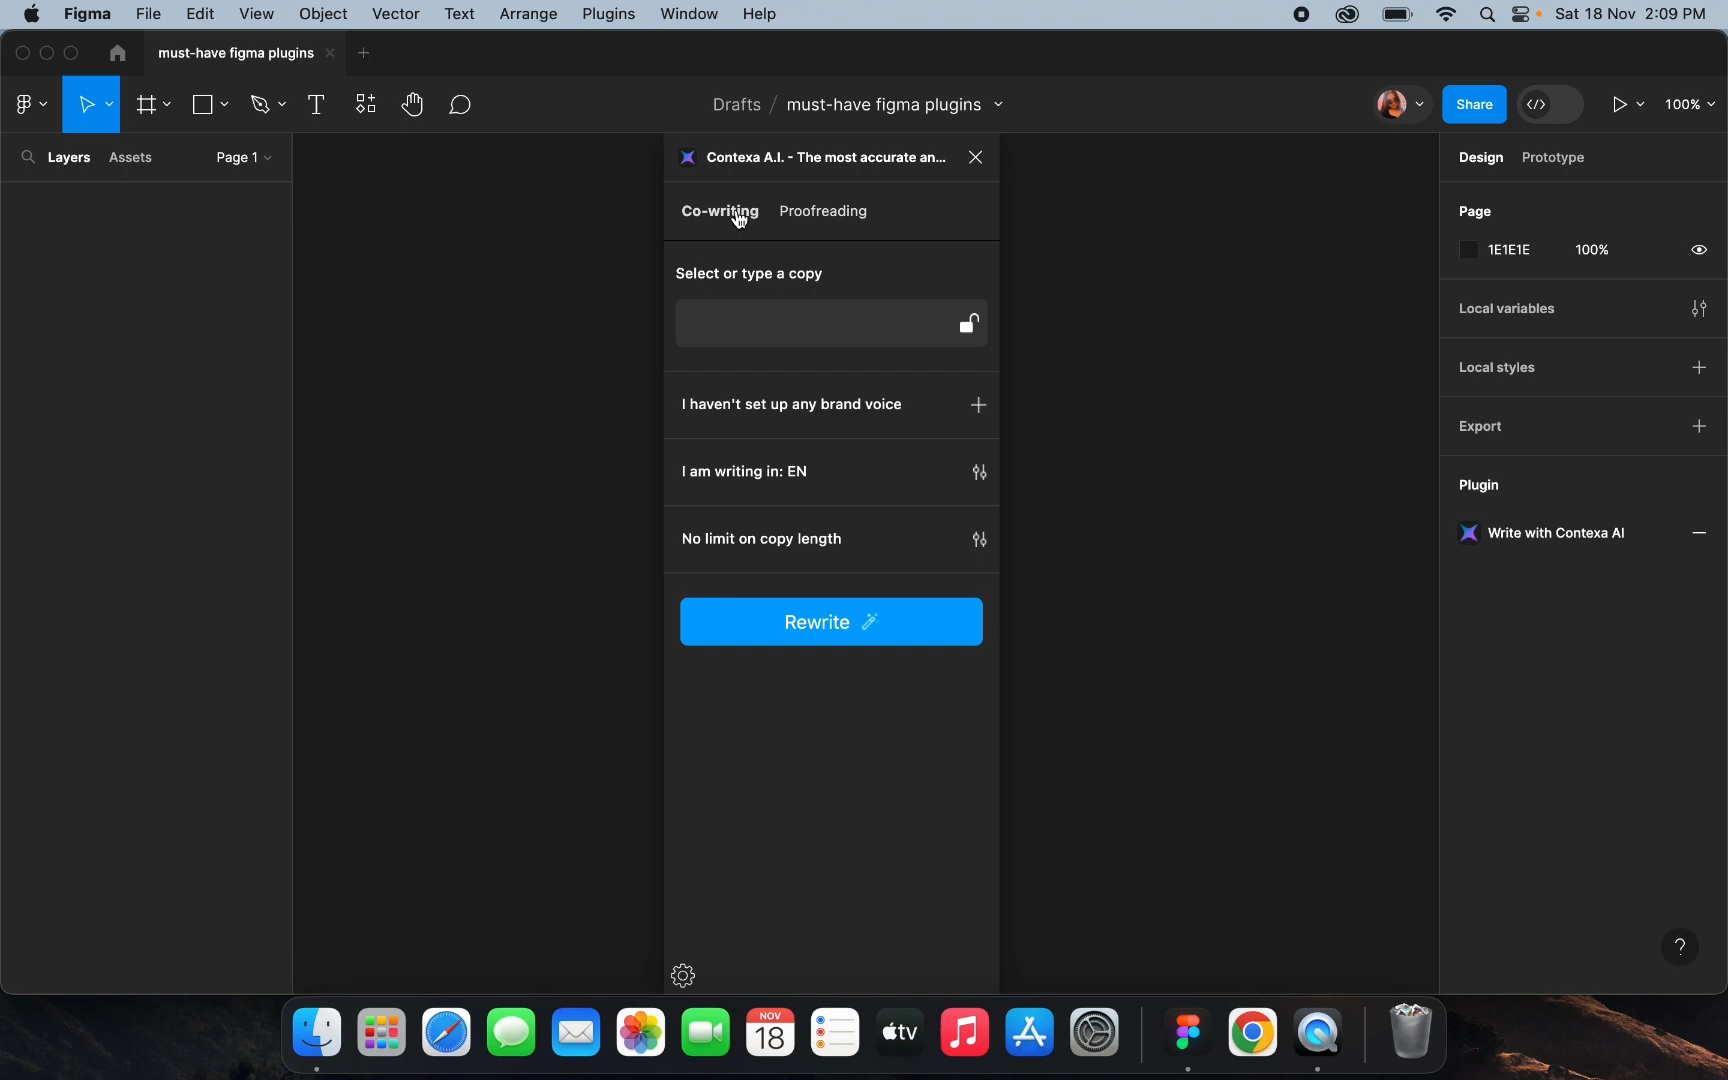 Figma File Edit View Object Vector Text Arrange Plugins Window Help Sat 18 Nov 2:09 PM
must-have figma plugins
Drafts / must-have figma plugins Share 100%
Layers Assets Page 1 Contexa A.I. - The most accurate an... Design Prototype
Co-writing Proofreading Page
1E1E1E 100%
Select or type a copy
Local variables
Local styles
I haven't set up any brand voice
Export
I am writing in: EN
Plugin
No limit on copy length
Write with Contexa AI
Rewrite
?
NOV
18
tv